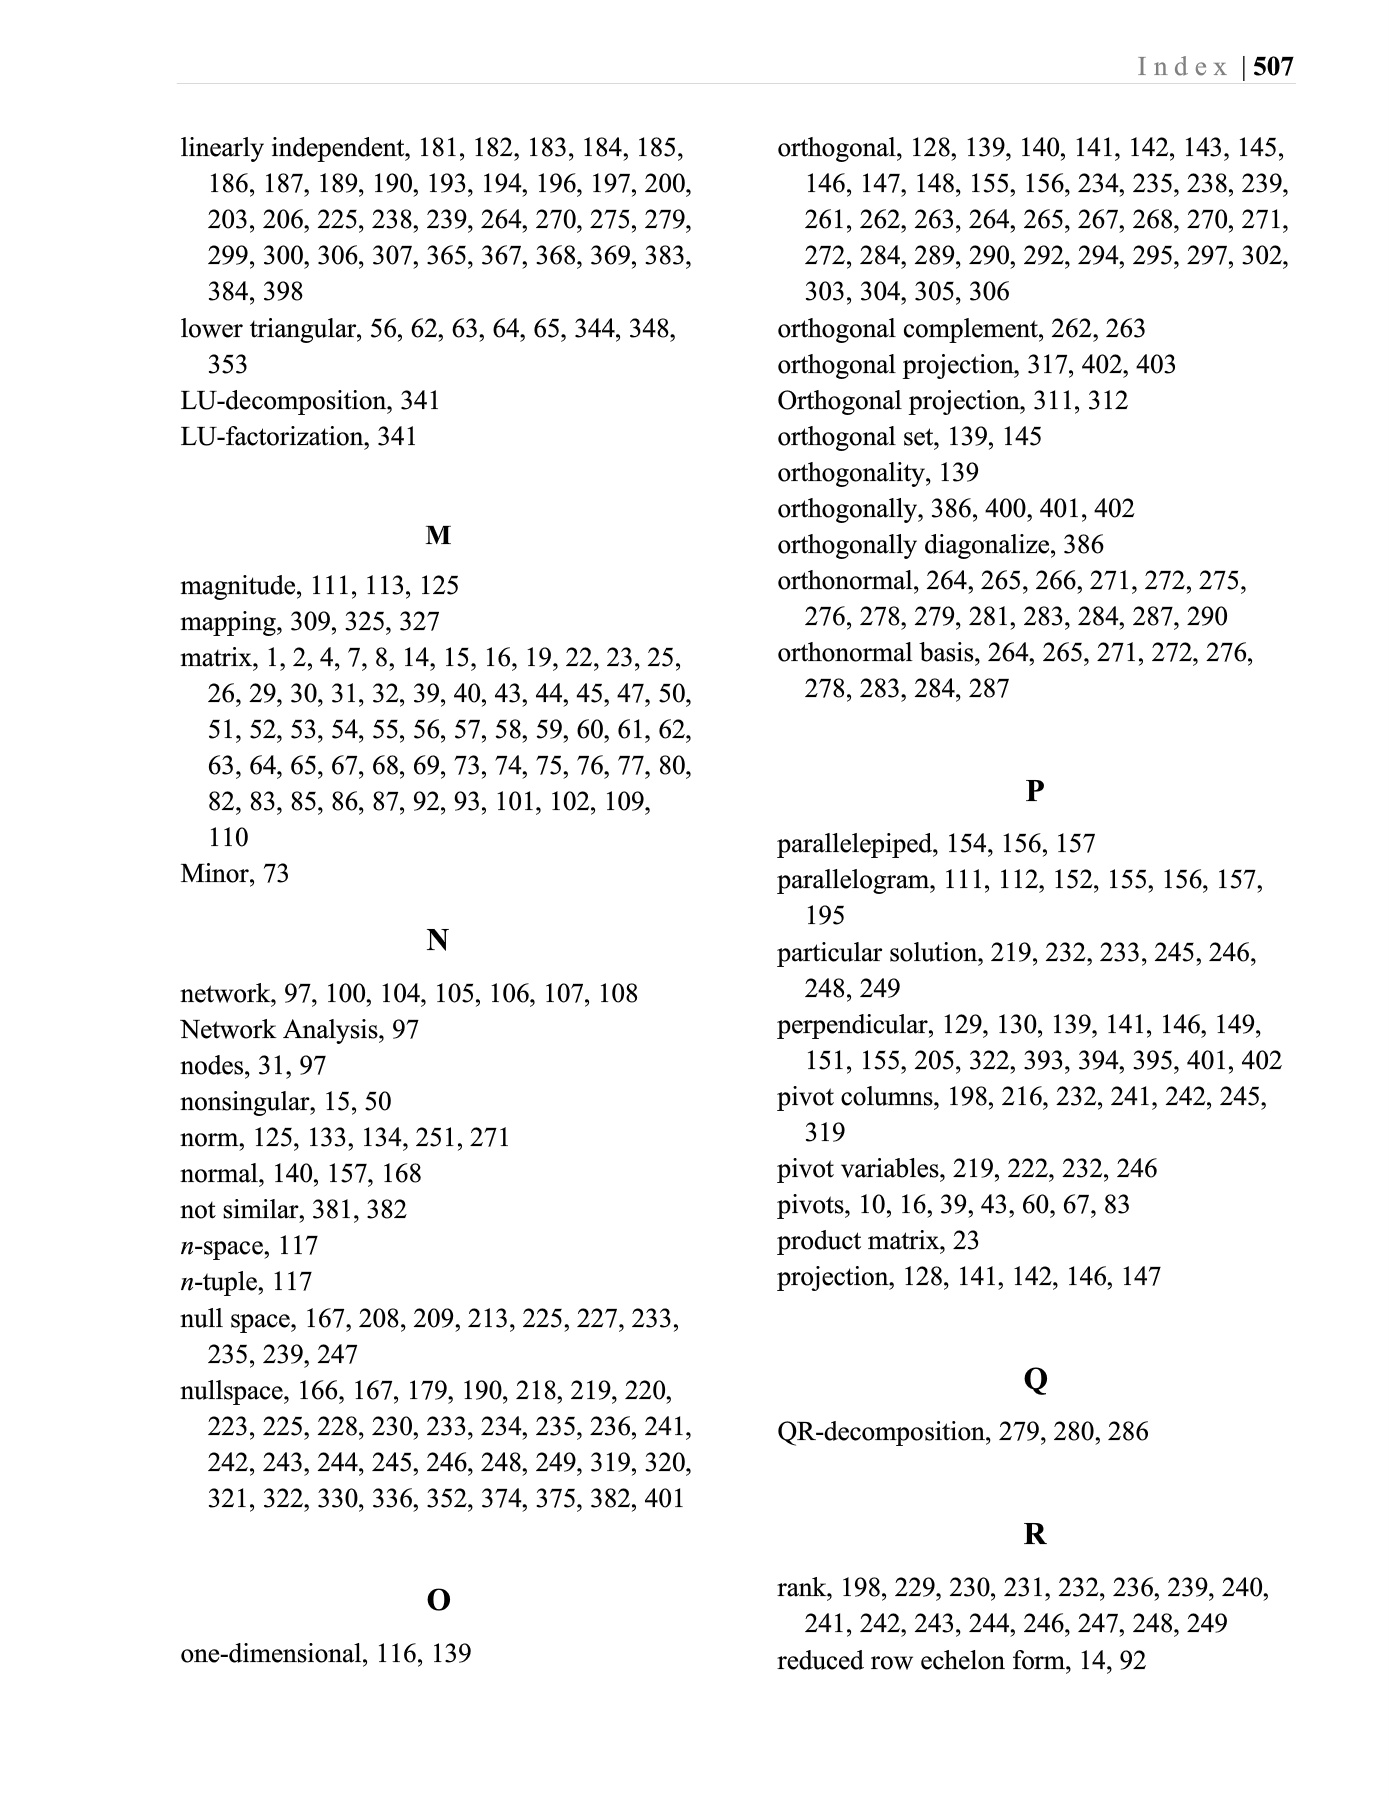 Index | 507
linearly independent, 181, 182, 183, 184, 185,
186, 187, 189, 190, 193, 194, 196, 197, 200,
203, 206, 225, 238, 239, 264, 270, 275, 279,
299, 300, 306, 307, 365, 367, 368, 369, 383,
384, 398
lower triangular, 56, 62, 63, 64, 65, 344, 348,
353
LU-decomposition, 341
LU-factorization, 341
M
magnitude, 111, 113, 125
mapping, 309, 325, 327
matrix, 1, 2, 4, 7, 8, 14, 15, 16, 19, 22, 23, 25,
26, 29, 30, 31, 32, 39, 40, 43, 44, 45, 47, 50,
51, 52, 53, 54, 55, 56, 57, 58, 59, 60, 61, 62,
63, 64, 65, 67, 68, 69, 73, 74, 75, 76, 77, 80,
82, 83, 85, 86, 87, 92, 93, 101, 102, 109,
110
Minor, 73
N
network, 97, 100, 104, 105, 106, 107, 108
Network Analysis, 97
nodes, 31, 97
nonsingular, 15, 50
norm, 125, 133, 134, 251, 271
normal, 140, 157, 168
not similar, 381, 382
n-space, 117
n-tuple, 117
null space, 167, 208, 209, 213, 225, 227, 233,
235, 239, 247
nullspace, 166, 167, 179, 190, 218, 219, 220,
223, 225, 228, 230, 233, 234, 235, 236, 241,
242, 243, 244, 245, 246, 248, 249, 319, 320,
321, 322, 330, 336, 352, 374, 375, 382, 401
O
one-dimensional, 116, 139
orthogonal, 128, 139, 140, 141, 142, 143, 145,
146, 147, 148, 155, 156, 234, 235, 238, 239,
261, 262, 263, 264, 265, 267, 268, 270, 271,
272, 284, 289, 290, 292, 294, 295, 297, 302,
303, 304, 305, 306
orthogonal complement, 262, 263
orthogonal projection, 317, 402, 403
Orthogonal projection, 311, 312
orthogonal set, 139, 145
orthogonality, 139
orthogonally, 386, 400, 401, 402
orthogonally diagonalize, 386
orthonormal, 264, 265, 266, 271, 272, 275,
276, 278, 279, 281, 283, 284, 287, 290
orthonormal basis, 264, 265, 271, 272, 276,
278, 283, 284, 287
P
parallelepiped, 154, 156, 157
parallelogram, 111, 112, 152, 155, 156, 157,
195
particular solution, 219, 232, 233, 245, 246,
248, 249
perpendicular, 129, 130, 139, 141, 146, 149,
151, 155, 205, 322, 393, 394, 395, 401, 402
pivot columns, 198, 216, 232, 241, 242, 245,
319
pivot variables, 219, 222, 232, 246
pivots, 10, 16, 39, 43, 60, 67, 83
product matrix, 23
projection, 128, 141, 142, 146, 147
Q
QR-decomposition, 279, 280, 286
R
rank, 198, 229, 230, 231, 232, 236, 239, 240,
241, 242, 243, 244, 246, 247, 248, 249
reduced row echelon form, 14, 92